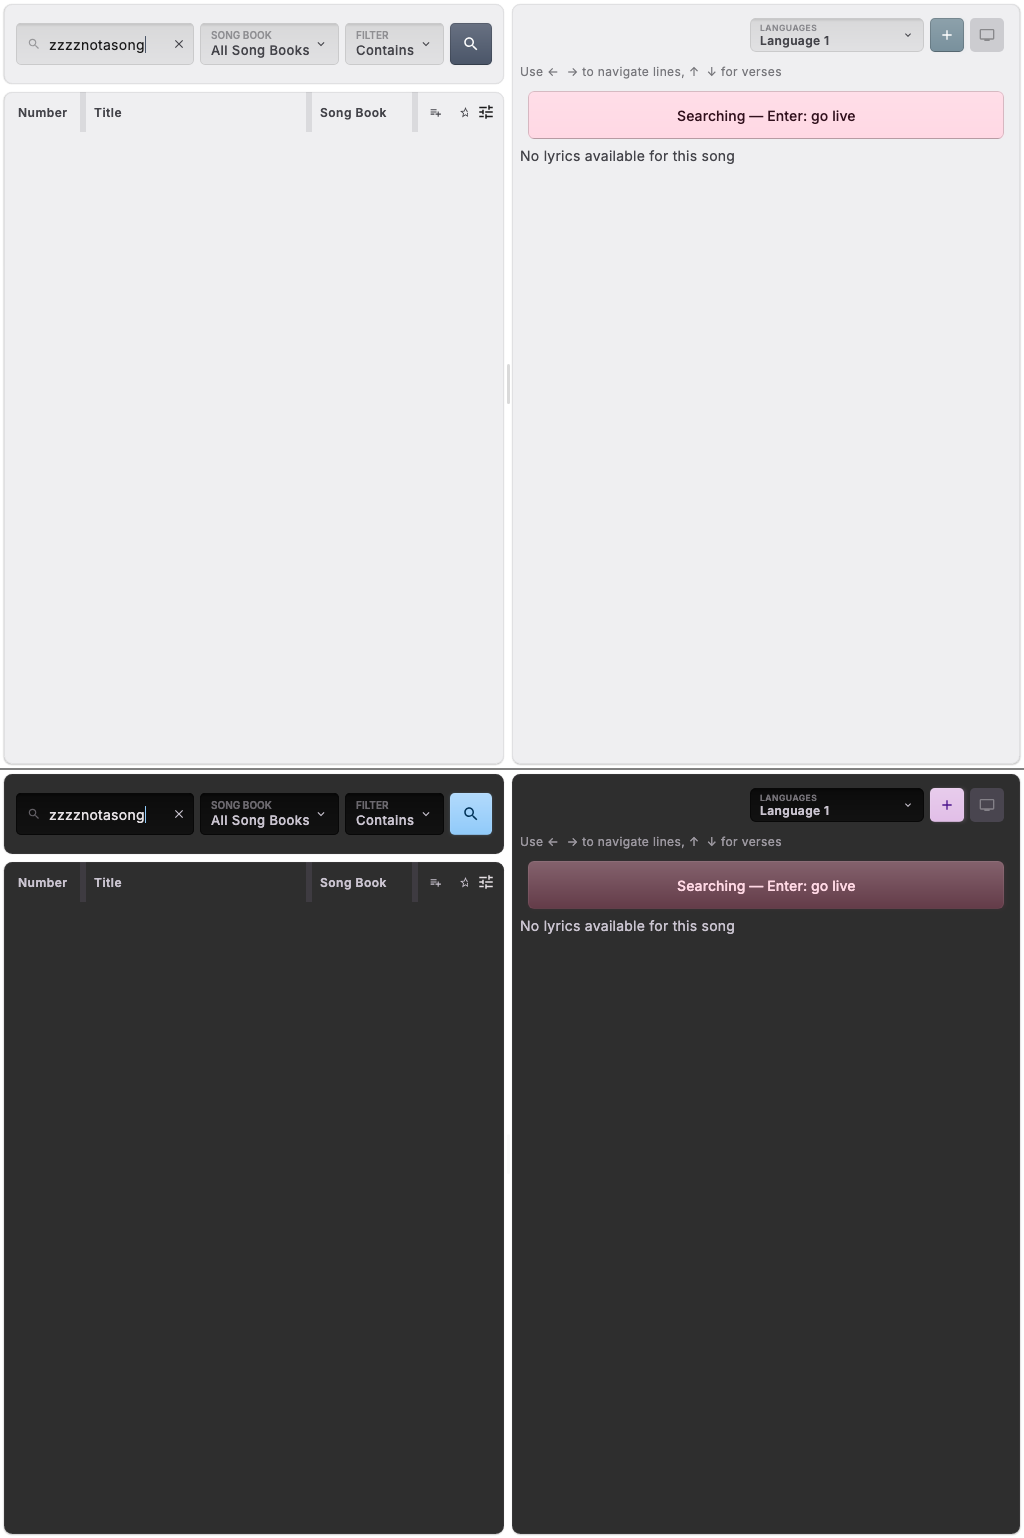 zzzznotasong
SONG BOOK
All Song Books
FILTER
Contains
Number Title Song Book
LANGUAGES
Language 1
Use ← → to navigate lines, ↑ ↓ for verses
Searching — Enter: go live
No lyrics available for this song
zzzznotasong
SONG BOOK
All Song Books
FILTER
Contains
Number Title Song Book
LANGUAGES
Language 1
Use ← → to navigate lines, ↑ ↓ for verses
Searching — Enter: go live
No lyrics available for this song